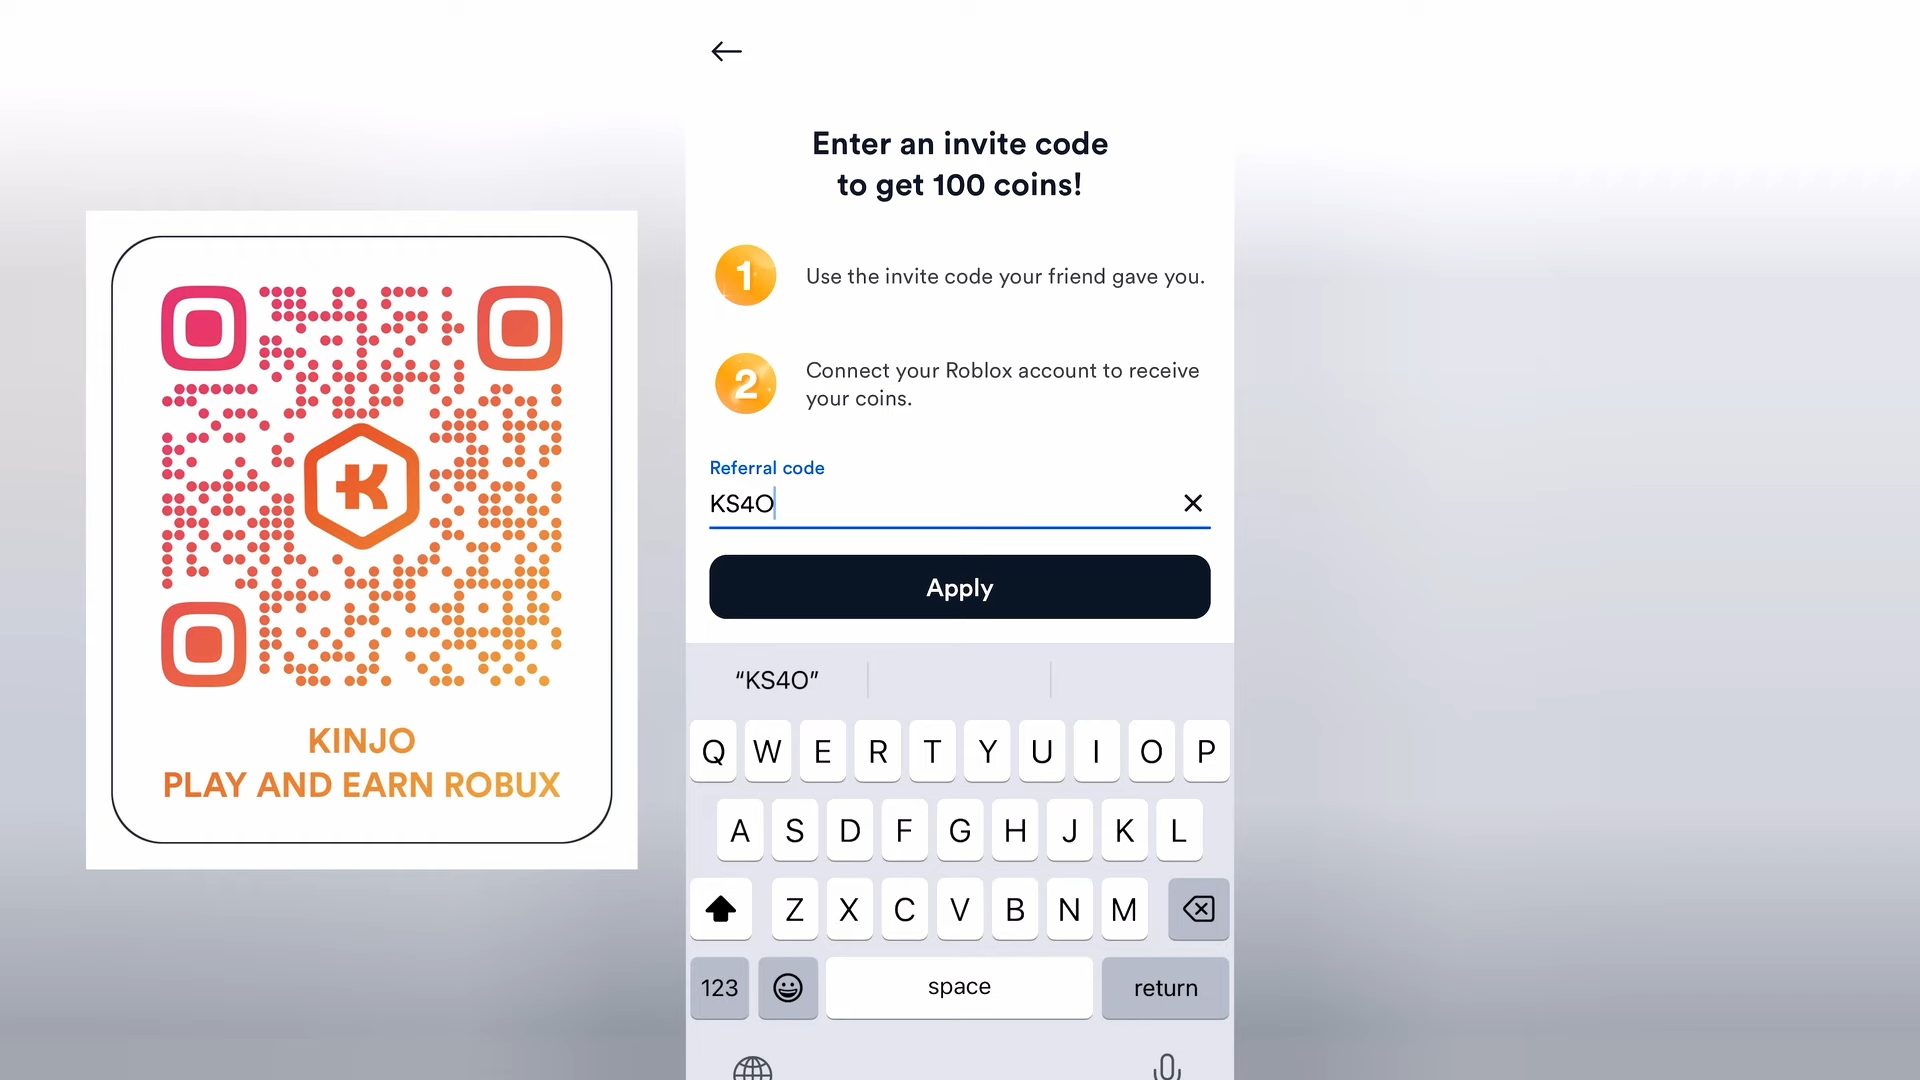 KINJO
PLAY AND EARN ROBUX
Enter an invite code
to get 100 coins!
1
Use the invite code your friend gave you.
2
Connect your Roblox account to receive
your coins.
Referral code
KS4O
Apply
“KS4O”
Q W E R T Y U I O P
A S D F G H J K L
Z X C V B N M
123
space
return